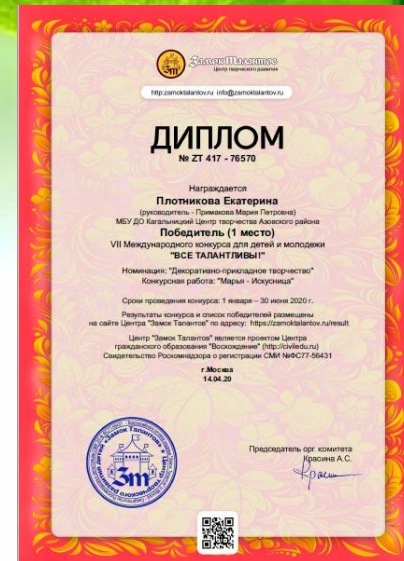 Замок Талантов
Центр творческого развития
http:zamoktalantov.ru info@zamoktalantov.ru
ДИПЛОМ
№ ZT 417 - 76570
Награждается
Плотникова Екатерина
(руководитель - Примакова Мария Петровна)
МБУ ДО Кагальницкий Центр творчества Азовского района
Победитель (1 место)
VII Международного конкурса для детей и молодежи
"ВСЕ ТАЛАНТЛИВЫ!"
Номинация: "Декоративно-прикладное творчество"
Конкурсная работа: "Марья - Искусница"
Сроки проведения конкурса: 1 января – 30 июня 2020 г.
Результаты конкурса и список победителей размещены
на сайте Центра "Замок Талантов" по адресу: https://zamoktalantov.ru/result
Центр "Замок Талантов" является проектом Центра
гражданского образования "Восхождение" (http://civiledu.ru)
Свидетельство Роскомнадзора о регистрации СМИ №ФС77-56431
г.Москва
14.04.20
Председатель орг. комитета
Красина А.С.
Зт